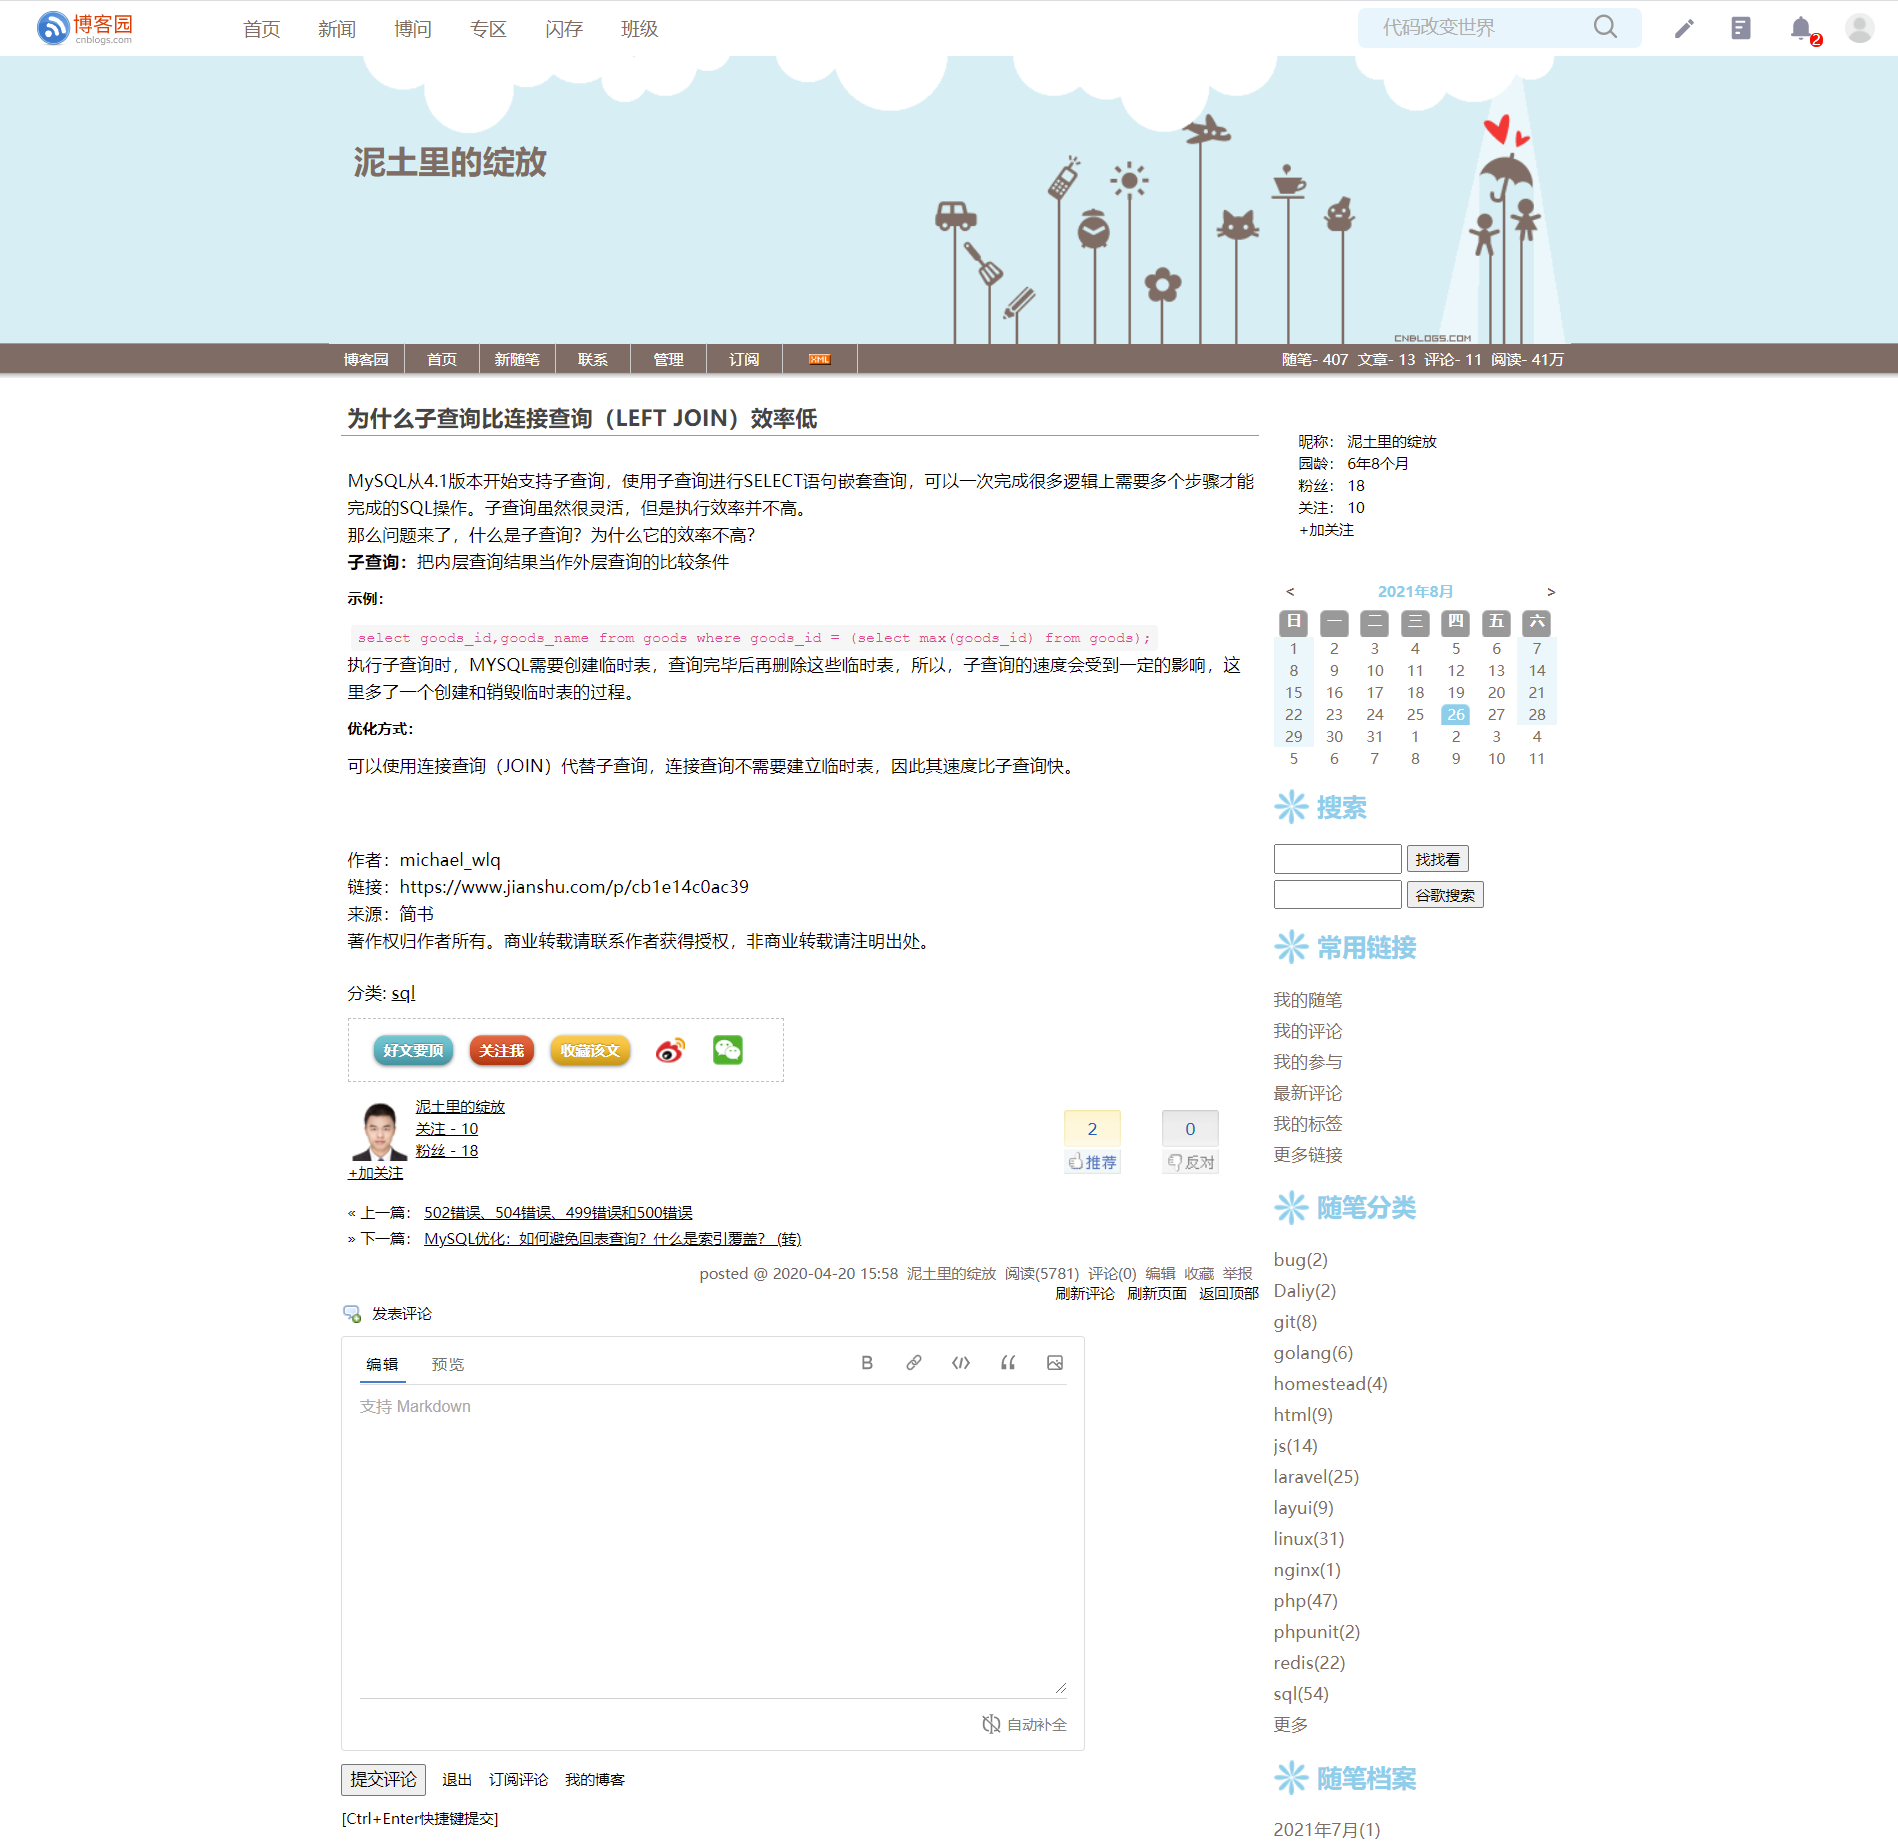 博客园
cnblogs.com
首页 新闻 博问 专区 闪存 班级
代码改变世界
2
泥土里的绽放
CNBLOGS.COM
博客园 首页 新随笔 联系 管理 订阅 XML
随笔- 407 文章- 13 评论- 11 阅读- 41万
为什么子查询比连接查询（LEFT JOIN）效率低
MySQL从4.1版本开始支持子查询，使用子查询进行SELECT语句嵌套查询，可以一次完成很多逻辑上需要多个步骤才能
完成的SQL操作。子查询虽然很灵活，但是执行效率并不高。
那么问题来了，什么是子查询？为什么它的效率不高？
子查询：把内层查询结果当作外层查询的比较条件
示例：
select goods_id,goods_name from goods where goods_id = (select max(goods_id) from goods);
执行子查询时，MYSQL需要创建临时表，查询完毕后再删除这些临时表，所以，子查询的速度会受到一定的影响，这
里多了一个创建和销毁临时表的过程。
优化方式：
可以使用连接查询（JOIN）代替子查询，连接查询不需要建立临时表，因此其速度比子查询快。
作者：michael_wlq
链接：https://www.jianshu.com/p/cb1e14c0ac39
来源：简书
著作权归作者所有。商业转载请联系作者获得授权，非商业转载请注明出处。
分类: sql
好文要顶 关注我 收藏该文
泥土里的绽放
关注 - 10
粉丝 - 18
+加关注
2 0
推荐 反对
« 上一篇： 502错误、504错误、499错误和500错误
» 下一篇： MySQL优化：如何避免回表查询？什么是索引覆盖？ (转)
posted @ 2020-04-20 15:58 泥土里的绽放 阅读(5781) 评论(0) 编辑 收藏 举报
刷新评论 刷新页面 返回顶部
发表评论
编辑 预览
B
支持 Markdown
自动补全
提交评论 退出 订阅评论 我的博客
[Ctrl+Enter快捷键提交]
昵称： 泥土里的绽放
园龄： 6年8个月
粉丝： 18
关注： 10
+加关注
< 2021年8月 >
日 一 二 三 四 五 六
1 2 3 4 5 6 7
8 9 10 11 12 13 14
15 16 17 18 19 20 21
22 23 24 25 26 27 28
29 30 31 1 2 3 4
5 6 7 8 9 10 11
搜索
找找看
谷歌搜索
常用链接
我的随笔
我的评论
我的参与
最新评论
我的标签
更多链接
随笔分类
bug(2)
Daliy(2)
git(8)
golang(6)
homestead(4)
html(9)
js(14)
laravel(25)
layui(9)
linux(31)
nginx(1)
php(47)
phpunit(2)
redis(22)
sql(54)
更多
随笔档案
2021年7月(1)